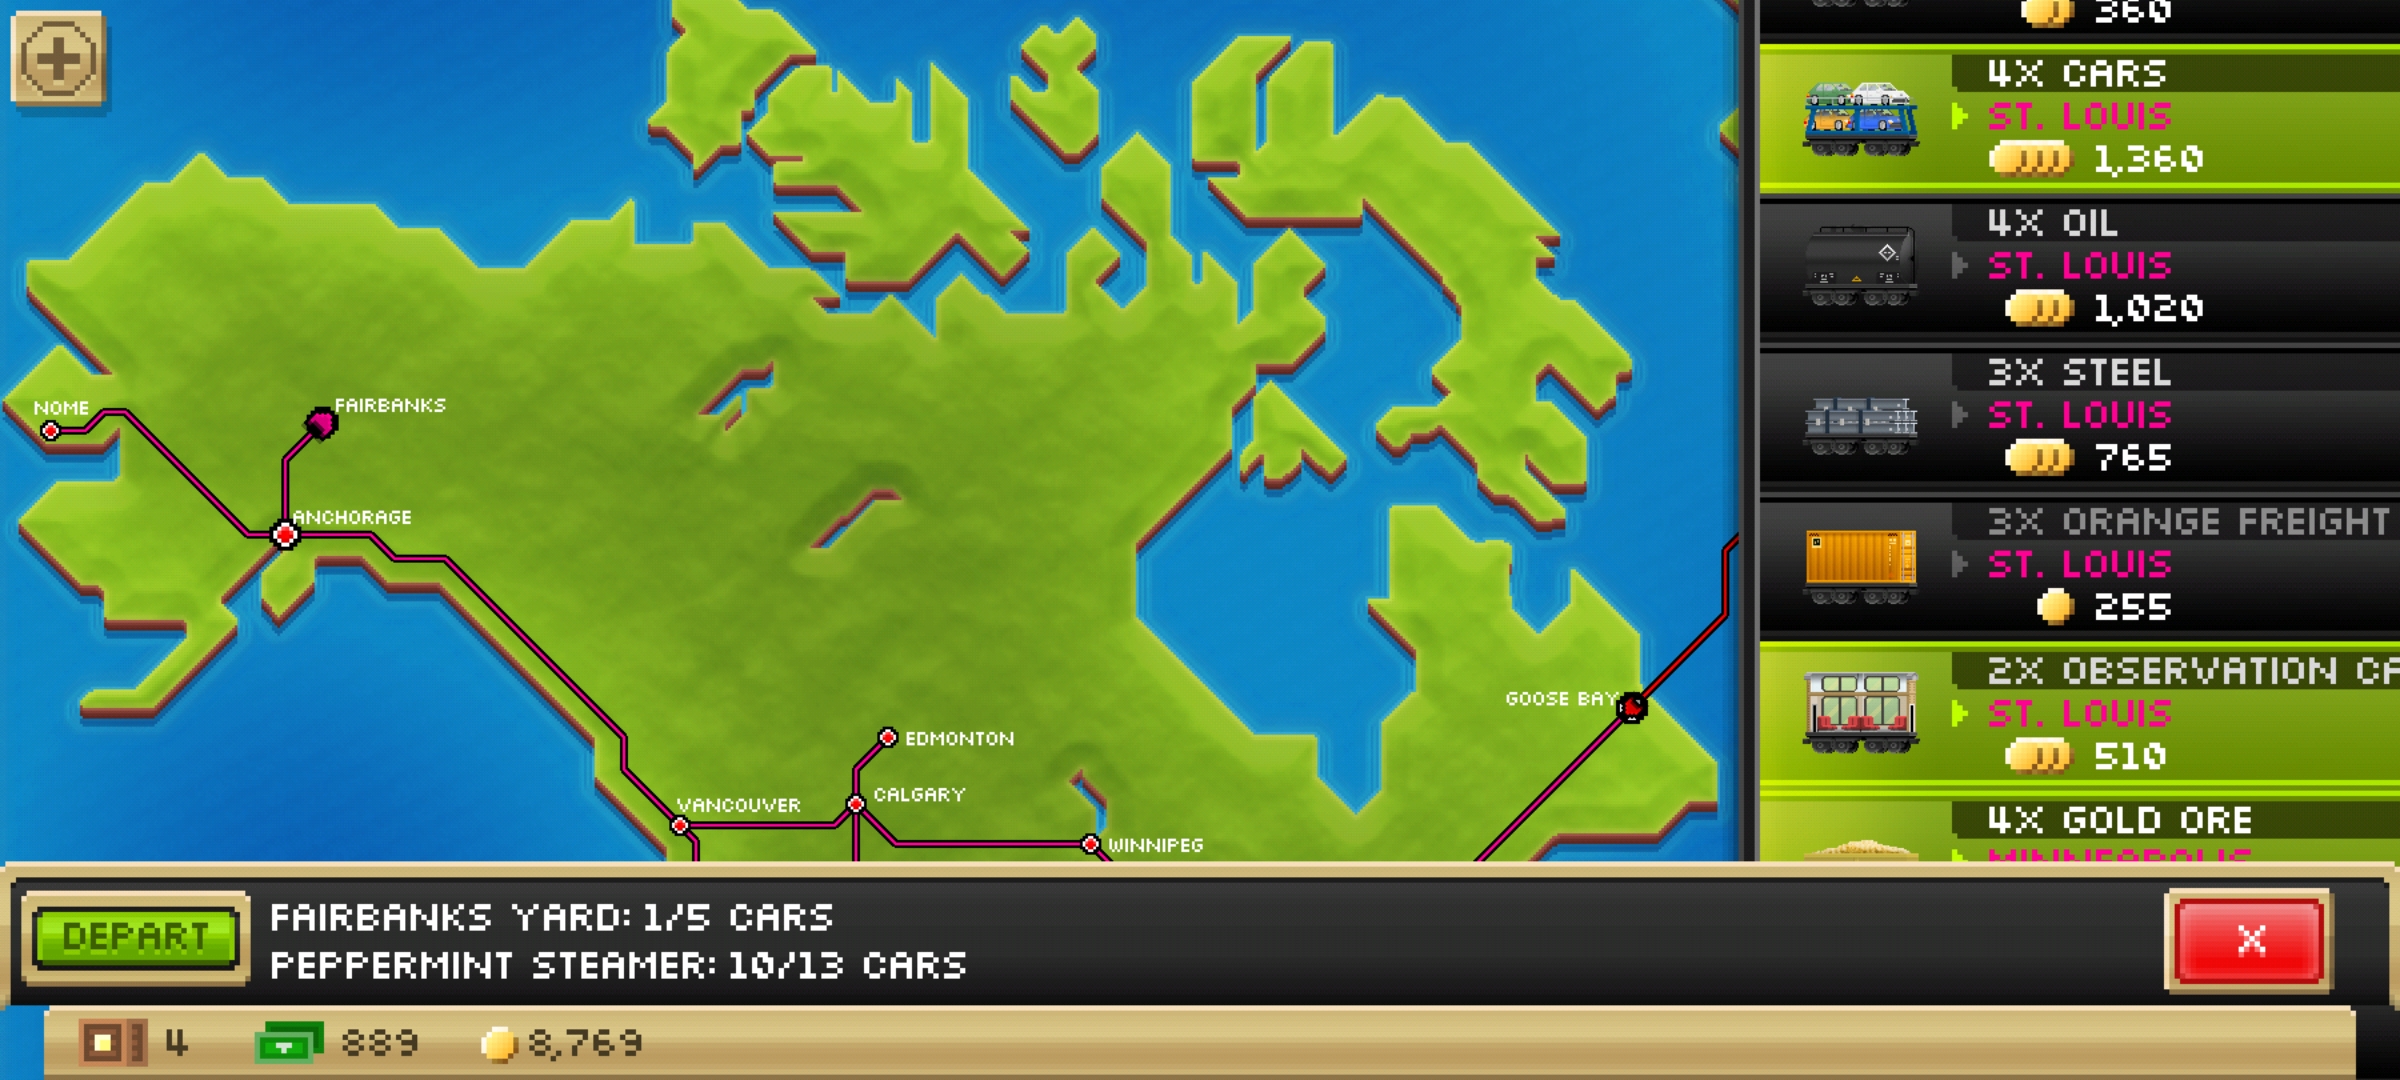 360
4X CARS
ST. LOUIS
1,360
4X OIL
ST. LOUIS
1,020
3X STEEL
ST. LOUIS
765
3X ORANGE FREIGHT
ST. LOUIS
255
2X OBSERVATION CA
ST. LOUIS
510
4X GOLD ORE
MINNEAPOLIS
NOME
FAIRBANKS
ANCHORAGE
GOOSE BAY
EDMONTON
CALGARY
VANCOUVER
WINNIPEG
DEPART
FAIRBANKS YARD: 1/5 CARS
PEPPERMINT STEAMER: 10/13 CARS
X
4
889
8,769